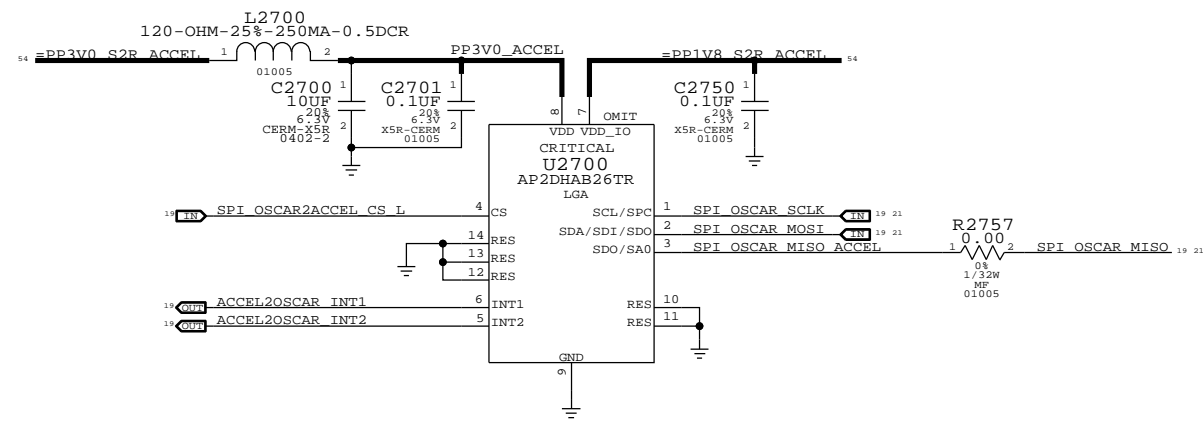 L2700
120-OHM-25%-250MA-0.5DCR
54 =PP3V0_S2R_ACCEL 1 2 PP3V0_ACCEL =PP1V8_S2R_ACCEL 54
01005
C2700 1
10UF
20%
6.3V
CERM-X5R 2
0402-2
C2701 1
0.1UF
20%
6.3V
X5R-CERM 2
01005
C2750 1
0.1UF
20%
6.3V
X5R-CERM 2
01005
8 7 OMIT
VDD VDD_IO
CRITICAL
U2700
AP2DHAB26TR
LGA
19 IN SPI_OSCAR2ACCEL_CS_L 4 CS
14 RES
13 RES
12 RES
19 OUT ACCEL2OSCAR_INT1 6 INT1
19 OUT ACCEL2OSCAR_INT2 5 INT2
SCL/SPC 1 SPI_OSCAR_SCLK IN 19 21
SDA/SDI/SDO 2 SPI_OSCAR_MOSI IN 19 21
SDO/SA0 3 SPI_OSCAR_MISO_ACCEL
R2757
0.00
1 2 SPI_OSCAR_MISO 19 21
0%
1/32W
MF
01005
RES 10
RES 11
GND
9